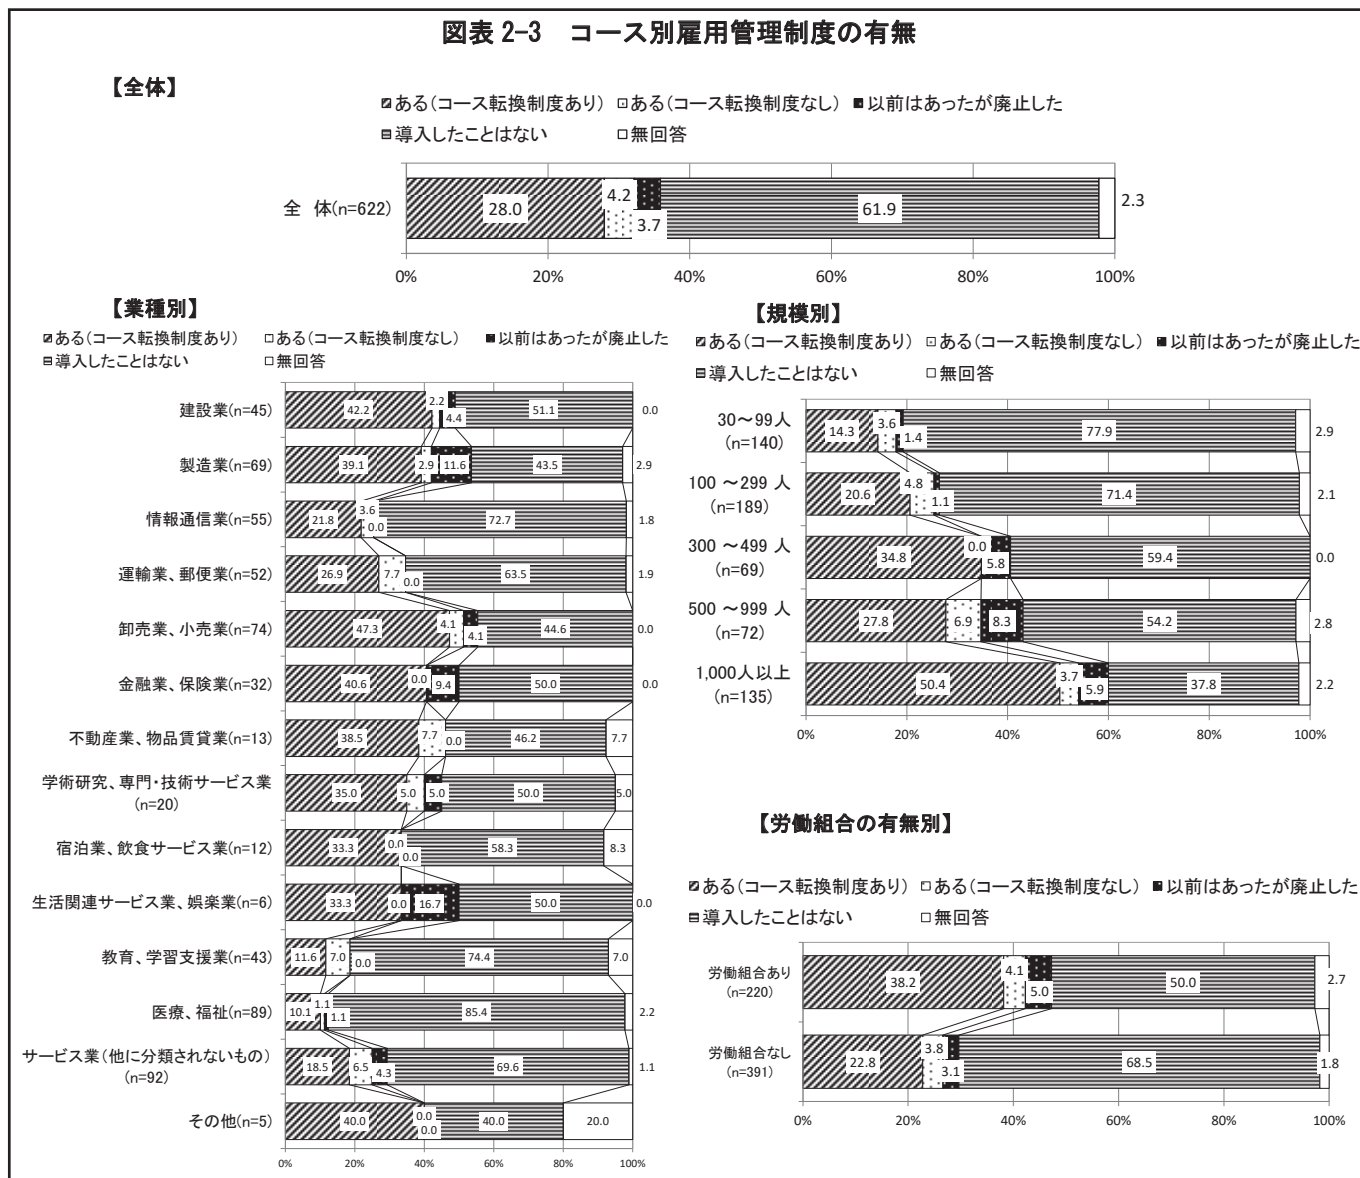 図表 2-3　コース別雇用管理制度の有無
【全体】
ある(コース転換制度あり) ある(コース転換制度なし) 以前はあったが廃止した
導入したことはない 無回答
全　体(n=622) 28.0 4.2 3.7 61.9 2.3
0% 20% 40% 60% 80% 100%
【業種別】
ある(コース転換制度あり) ある(コース転換制度なし) 以前はあったが廃止した
導入したことはない 無回答
建設業(n=45) 42.2 2.2 4.4 51.1 0.0
製造業(n=69) 39.1 2.9 11.6 43.5 2.9
情報通信業(n=55) 21.8 3.6 0.0 72.7 1.8
運輸業、郵便業(n=52) 26.9 7.7 0.0 63.5 1.9
卸売業、小売業(n=74) 47.3 4.1 4.1 44.6 0.0
金融業、保険業(n=32) 40.6 0.0 9.4 50.0 0.0
不動産業、物品賃貸業(n=13) 38.5 7.7 0.0 46.2 7.7
学術研究、専門・技術サービス業
(n=20) 35.0 5.0 5.0 50.0 5.0
宿泊業、飲食サービス業(n=12) 33.3 0.0 0.0 58.3 8.3
生活関連サービス業、娯楽業(n=6) 33.3 0.0 16.7 50.0 0.0
教育、学習支援業(n=43) 11.6 7.0 0.0 74.4 7.0
医療、福祉(n=89) 10.1 1.1 1.1 85.4 2.2
サービス業(他に分類されないもの)
(n=92) 18.5 6.5 4.3 69.6 1.1
その他(n=5) 40.0 0.0 0.0 40.0 20.0
0% 20% 40% 60% 80% 100%
【規模別】
ある(コース転換制度あり) ある(コース転換制度なし) 以前はあったが廃止した
導入したことはない 無回答
30～99人
(n=140) 14.3 3.6 1.4 77.9 2.9
100 ～299 人
(n=189) 20.6 4.8 1.1 71.4 2.1
300 ～499 人
(n=69) 34.8 0.0 5.8 59.4 0.0
500 ～999 人
(n=72) 27.8 6.9 8.3 54.2 2.8
1,000人以上
(n=135) 50.4 3.7 5.9 37.8 2.2
0% 20% 40% 60% 80% 100%
【労働組合の有無別】
ある(コース転換制度あり) ある(コース転換制度なし) 以前はあったが廃止した
導入したことはない 無回答
労働組合あり
(n=220) 38.2 4.1 5.0 50.0 2.7
労働組合なし
(n=391) 22.8 3.8 3.1 68.5 1.8
0% 20% 40% 60% 80% 100%